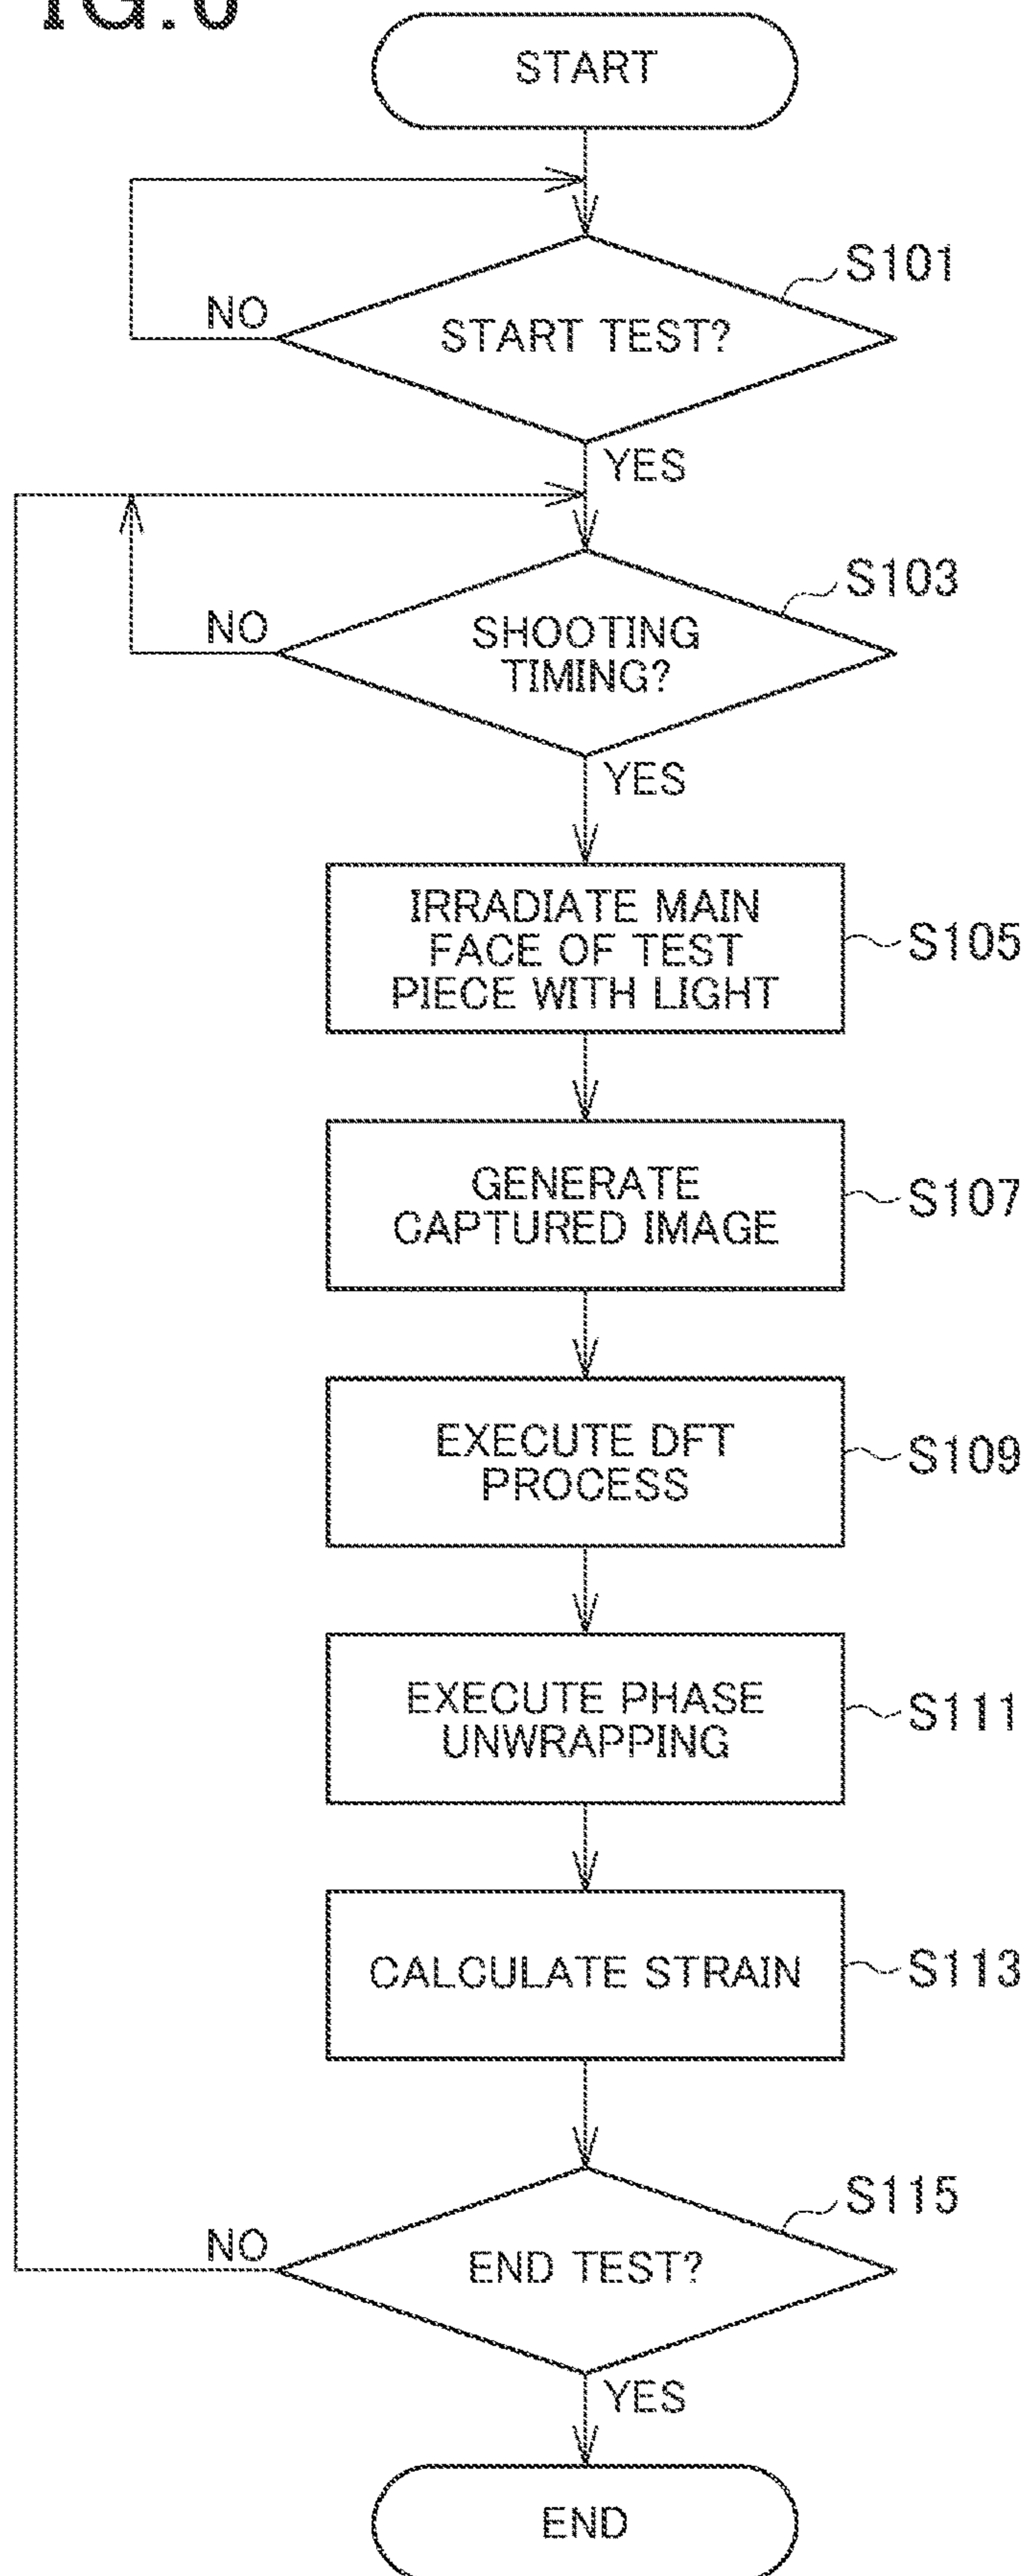 START
S101
NO
START TEST?
YES
S103
NO
SHOOTING
TIMING?
YES
IRRADIATE MAIN
FACE OF TEST
PIECE WITH LIGHT
S105
GENERATE
CAPTURED IMAGE
S107
EXECUTE DFT
PROCESS
S109
EXECUTE PHASE
UNWRAPPING
S111
CALCULATE STRAIN
S113
S115
NO
END TEST?
YES
END